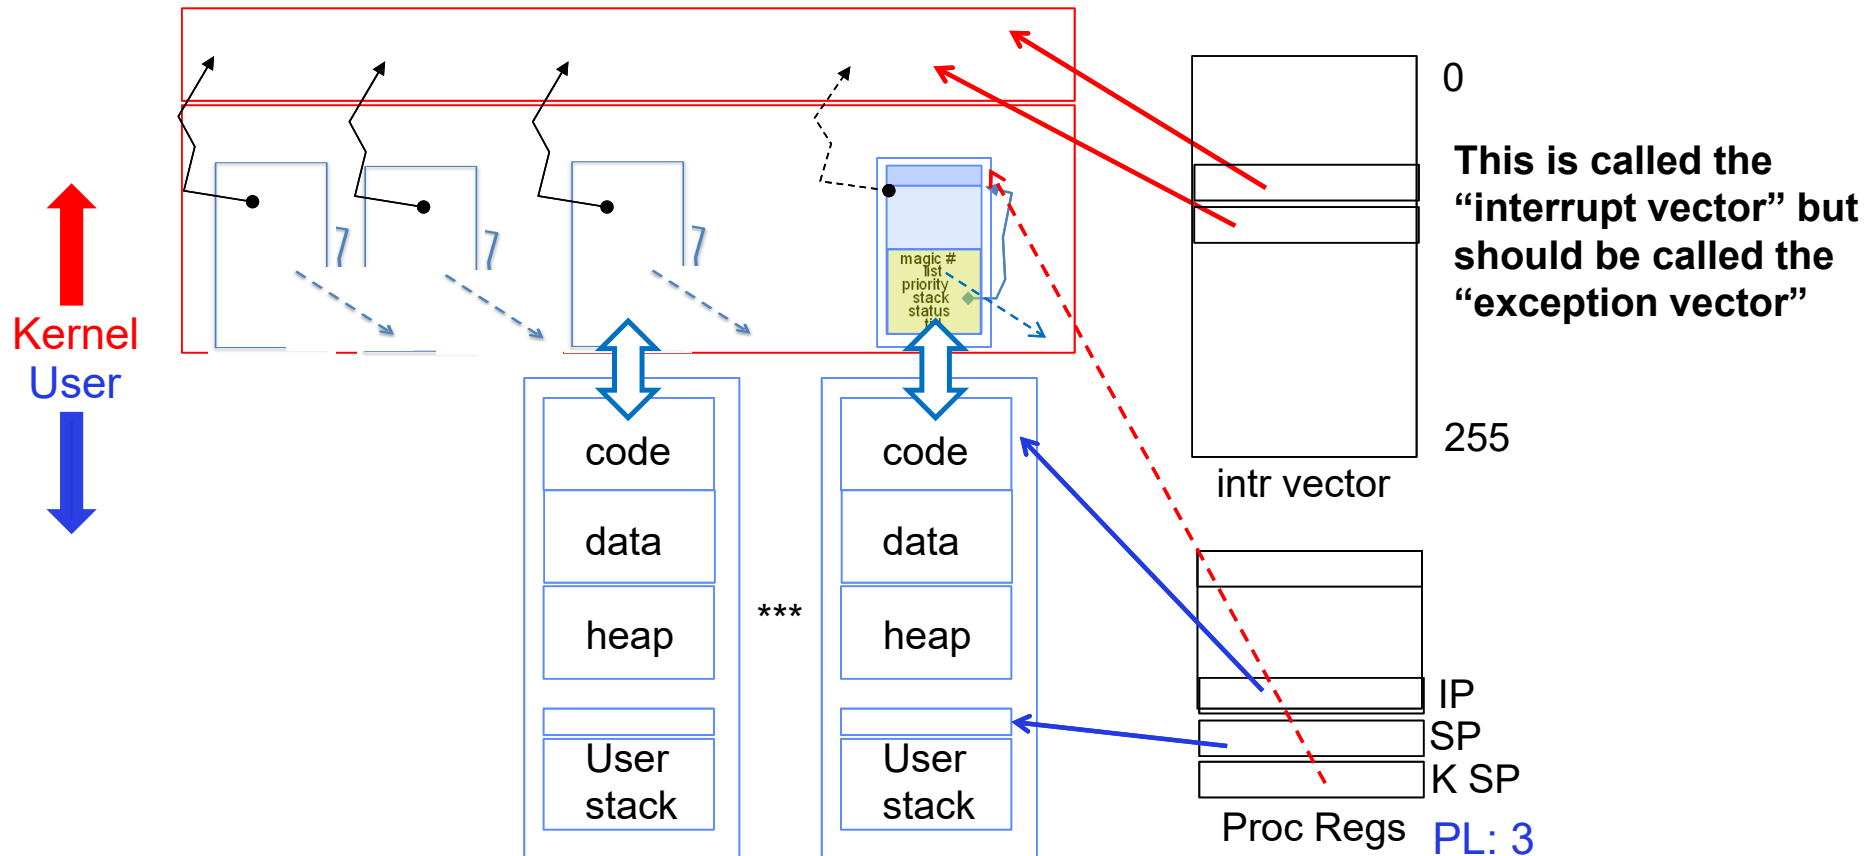 0
This is called the
“interrupt vector” but
should be called the
“exception vector”
255
intr vector
Kernel
User
magic #
list
priority
stack
status
code
data
heap
User
stack
***
code
data
heap
User
stack
IP
SP
K SP
Proc Regs
PL: 3